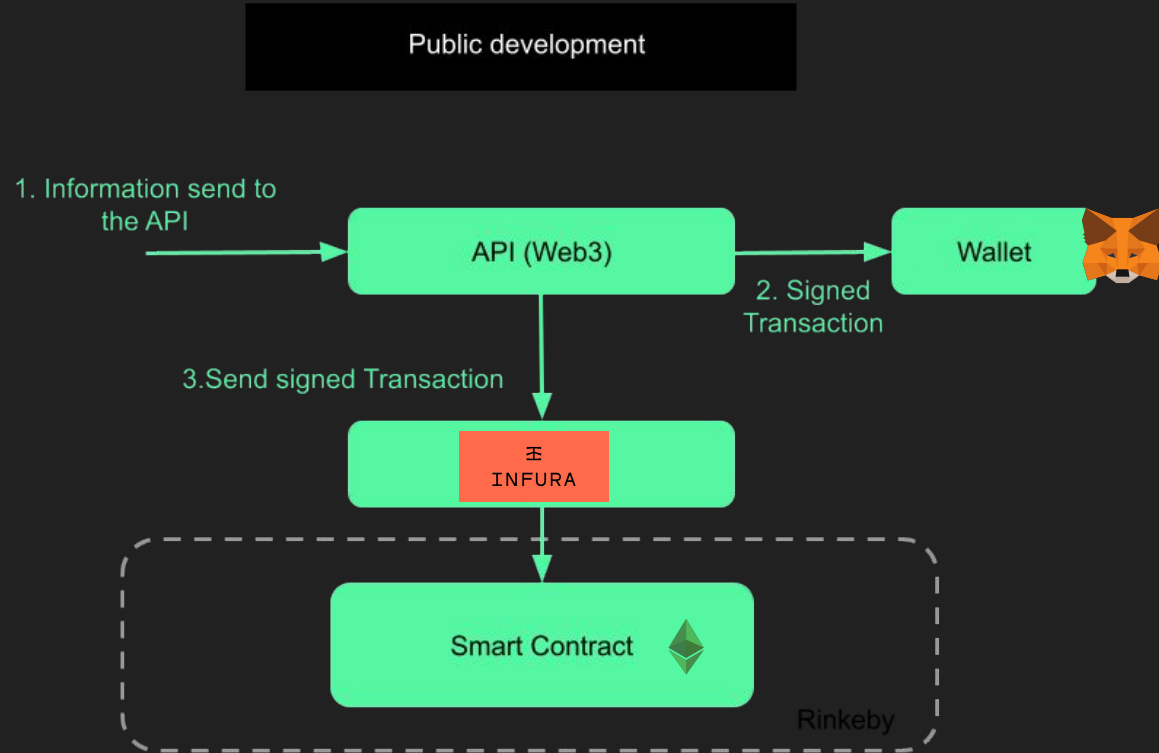 Public development
1. Information send to
the API
API (Web3)
Wallet
2. Signed
Transaction
3.Send signed Transaction
INFURA
Smart Contract
Rinkeby